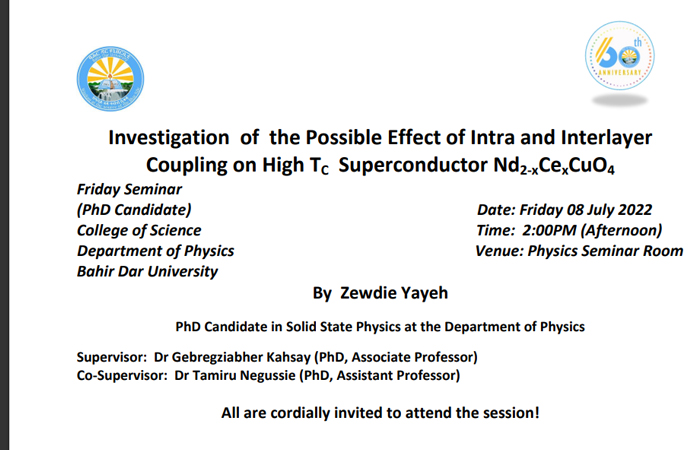 60th
ANNIVERSARY
Investigation of the Possible Effect of Intra and Interlayer
Coupling on High TC Superconductor Nd2-xCexCuO4
Friday Seminar
(PhD Candidate) Date: Friday 08 July 2022
College of Science Time: 2:00PM (Afternoon)
Department of Physics Venue: Physics Seminar Room
Bahir Dar University
By Zewdie Yayeh
PhD Candidate in Solid State Physics at the Department of Physics
Supervisor: Dr Gebregziabher Kahsay (PhD, Associate Professor)
Co-Supervisor: Dr Tamiru Negussie (PhD, Assistant Professor)
All are cordially invited to attend the session!